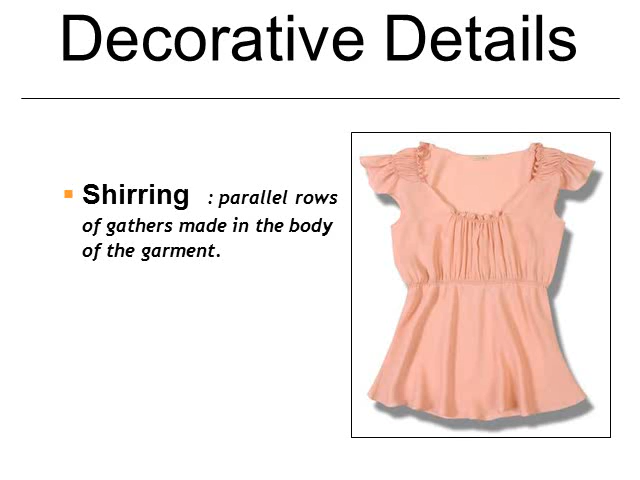 Decorative Details
Shirring : parallel rows
of gathers made in the body
of the garment.